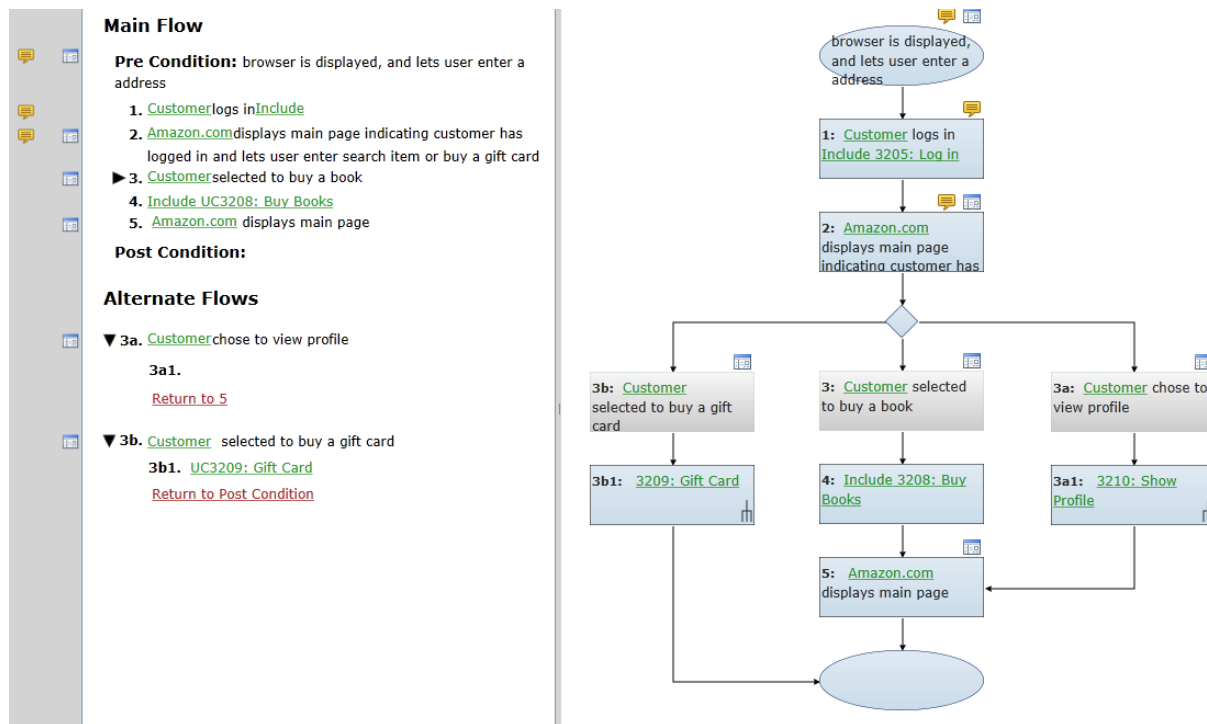 Main Flow
Pre Condition: browser is displayed, and lets user enter a
address
1. Customerlogs inInclude
2. Amazon.comdisplays main page indicating customer has
logged in and lets user enter search item or buy a gift card
3. Customerselected to buy a book
4. Include UC3208: Buy Books
5. Amazon.com displays main page
Post Condition:
Alternate Flows
3a. Customerchose to view profile
3a1.
Return to 5
3b. Customer selected to buy a gift card
3b1. UC3209: Gift Card
Return to Post Condition
browser is displayed,
and lets user enter a
address
1: Customer logs in
Include 3205: Log in
2: Amazon.com
displays main page
indicating customer has
3b: Customer
selected to buy a gift
card
3: Customer selected
to buy a book
3a: Customer chose to
view profile
3b1: 3209: Gift Card
4: Include 3208: Buy
Books
3a1: 3210: Show
Profile
5: Amazon.com
displays main page